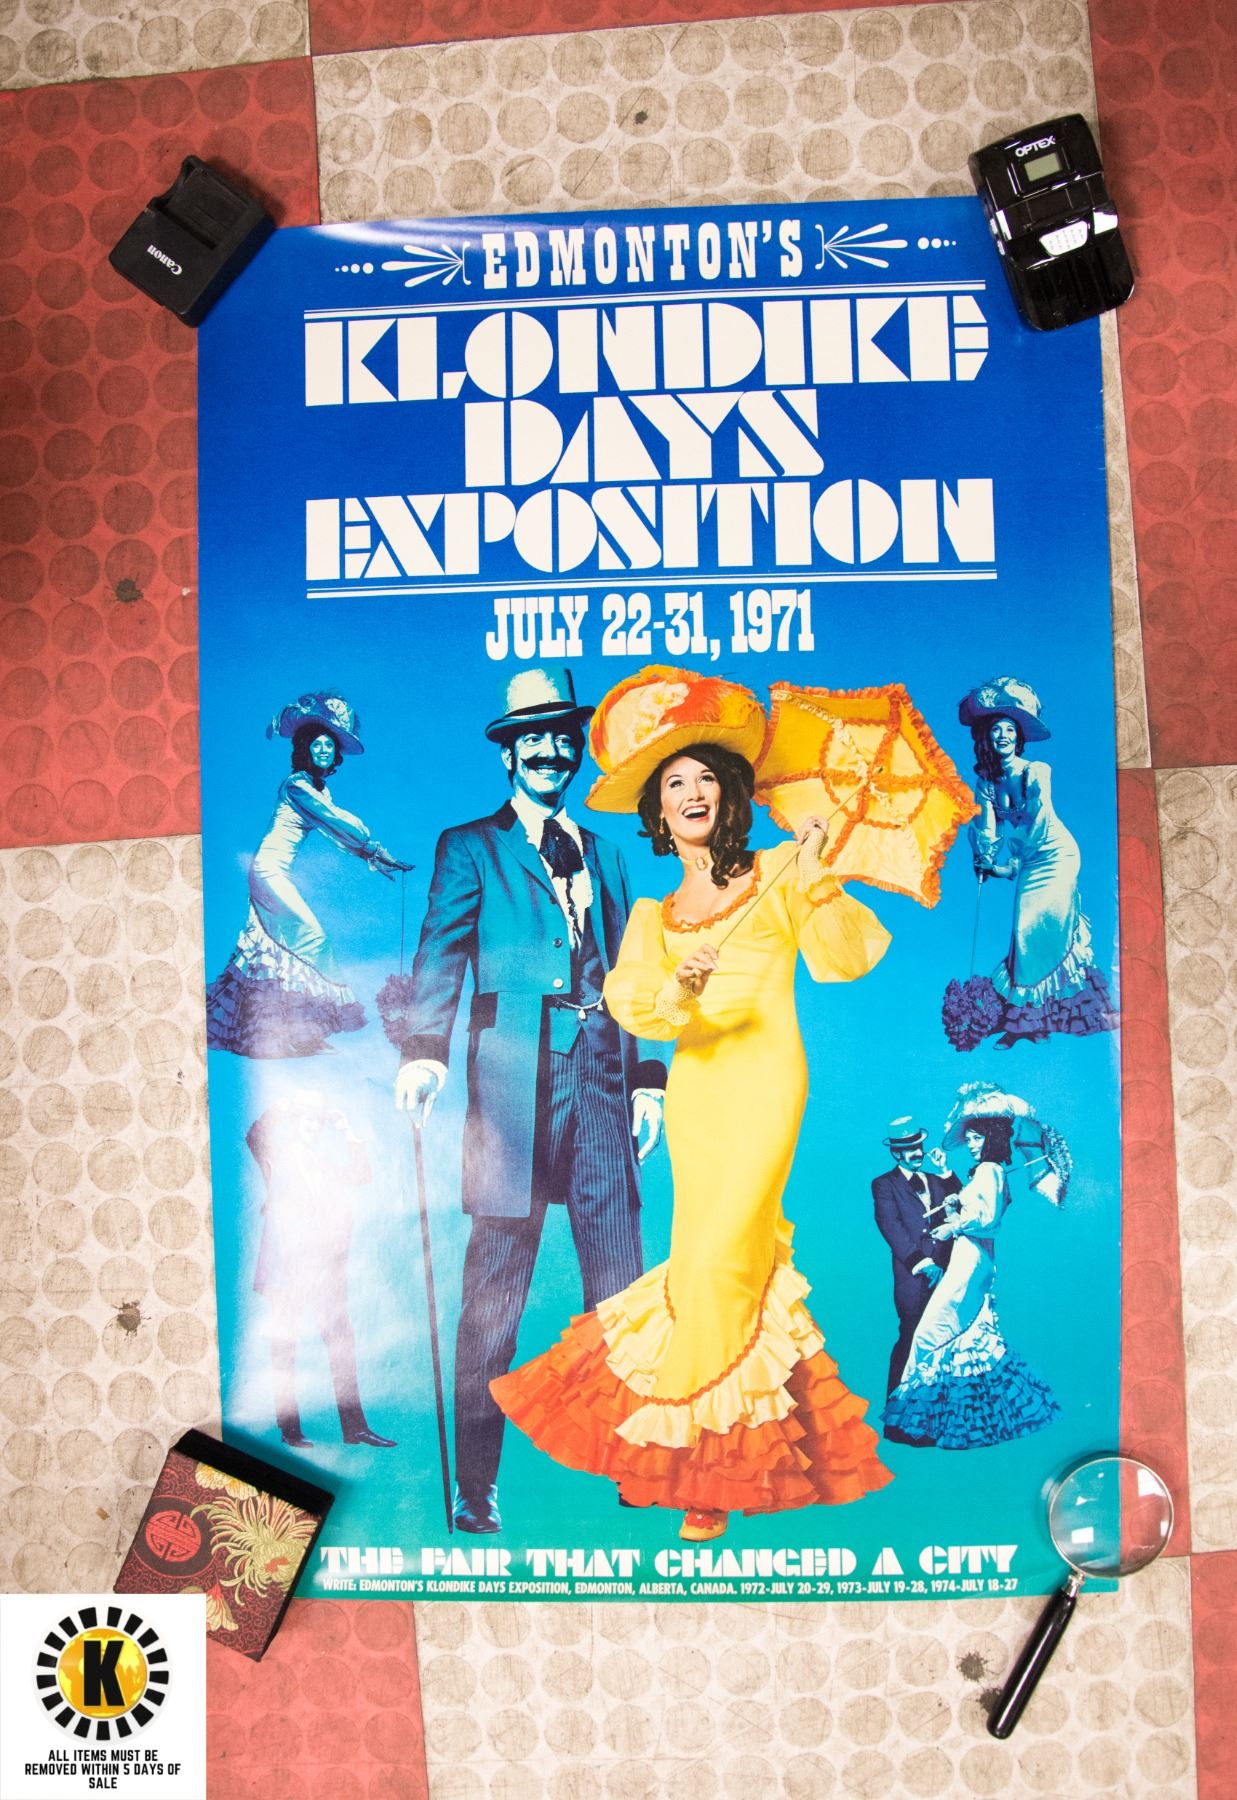 OPTEX
Canon
EDMONTON'S
KLONDIKE
DAYS
EXPOSITION
JULY 22-31, 1971
THE FAIR THAT CHANGED A CITY
WRITE: EDMONTON'S KLONDIKE DAYS EXPOSITION, EDMONTON, ALBERTA, CANADA. 1972-JULY 20-29, 1973-JULY 19-28, 1974-JULY 18-27
K
ALL ITEMS MUST BE
REMOVED WITHIN 5 DAYS OF
SALE